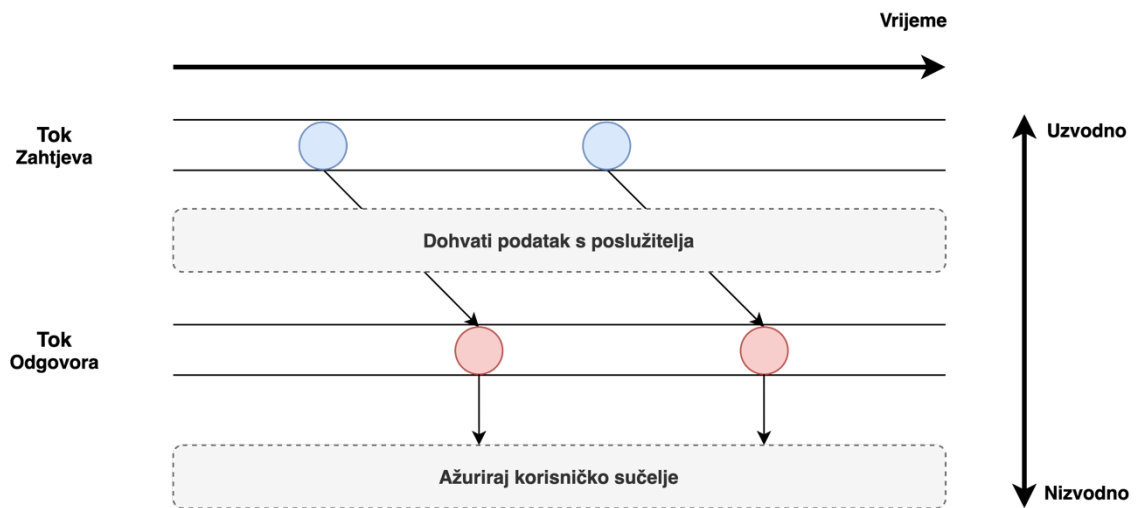 Vrijeme
Tok
Zahtjeva
Uzvodno
Dohvati podatak s poslužitelja
Tok
Odgovora
Ažuriraj korisničko sučelje
Nizvodno